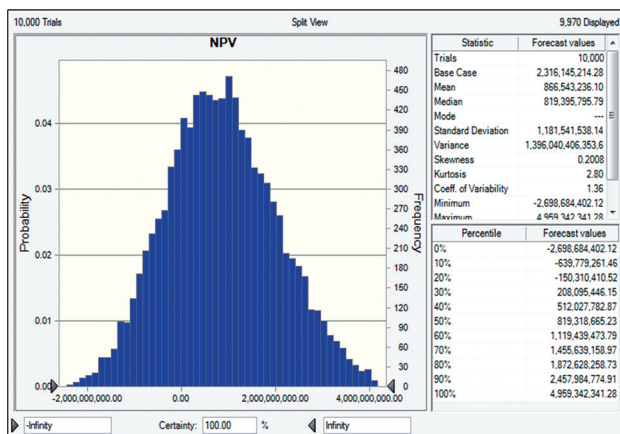 10,000 Trials Split View 9,970 Displayed
NPV
Probability
0.04
0.03
0.02
0.01
0.00
Frequency
480
450
420
390
360
330
300
270
240
210
180
150
120
90
60
30
0
-2,000,000,000.00 0.00 2,000,000,000.00 4,000,000,000.00
-Infinity Certainty: 100.00 % Infinity
Statistic Forecast values
Trials 10,000
Base Case 2,316,145,214.28
Mean 866,543,236.10
Median 819,395,795.79
Mode ---
Standard Deviation 1,181,541,538.14
Variance 1,396,040,406,353,6
Skewness 0.2008
Kurtosis 2.80
Coeff. of Variability 1.36
Minimum -2,698,684,402.12
Maximum 4,959,342,341.28
Percentile Forecast values
0% -2,698,684,402.12
10% -639,779,261.46
20% -150,310,410.52
30% 208,095,446.15
40% 512,027,782.87
50% 819,318,665.23
60% 1,119,439,473.79
70% 1,455,639,158.97
80% 1,872,628,258.73
90% 2,457,984,774.91
100% 4,959,342,341.28